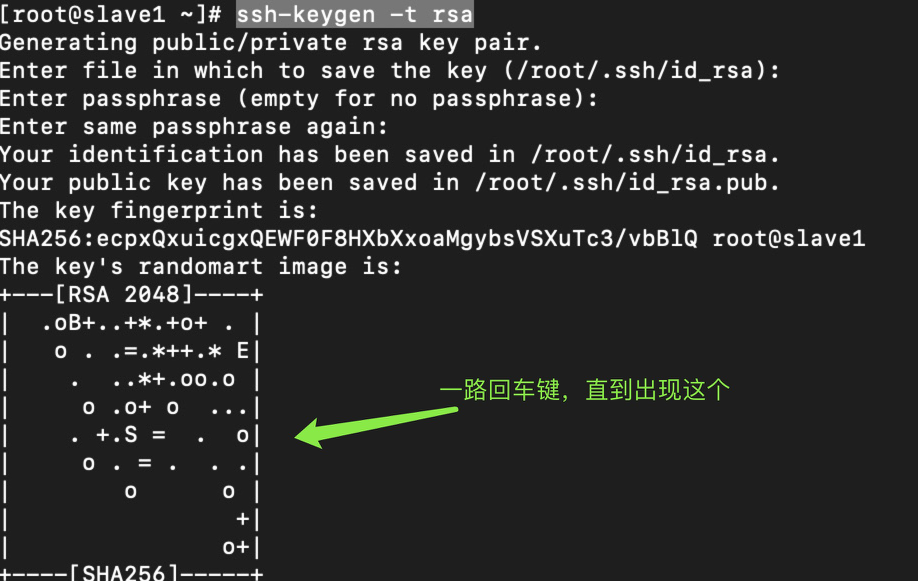 [root@slave1 ~]# ssh-keygen -t rsa
Generating public/private rsa key pair.
Enter file in which to save the key (/root/.ssh/id_rsa):
Enter passphrase (empty for no passphrase):
Enter same passphrase again:
Your identification has been saved in /root/.ssh/id_rsa.
Your public key has been saved in /root/.ssh/id_rsa.pub.
The key fingerprint is:
SHA256:ecpxQxuicgxQEWF0F8HXbXxoaMgybsVSXuTc3/vbBlQ root@slave1
The key's randomart image is:
+---[RSA 2048]----+
|  .oB+..+*.+o+ . |
|   o . .=.*++.* E|
|    .  ..*+.oo.o |
|     o .o+ o  ...|
|    . +.S =  .  o|
|     o . = .  . .|
|        o      o |
|                +|
|               o+|
+----[SHA256]-----+
一路回车键，直到出现这个